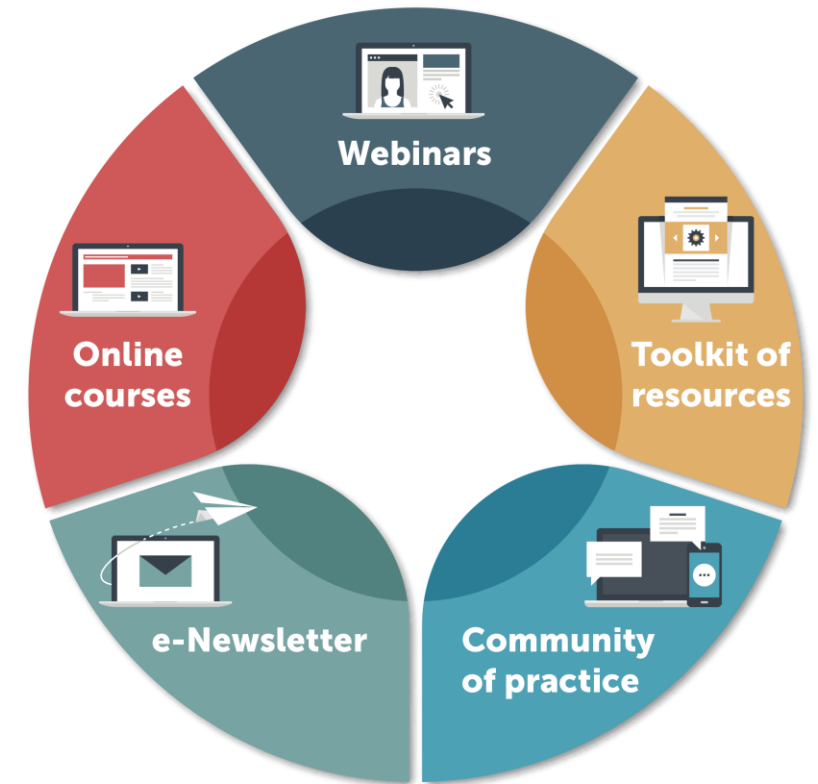 Webinars
Toolkit of
resources
Community
of practice
e-Newsletter
Online
courses